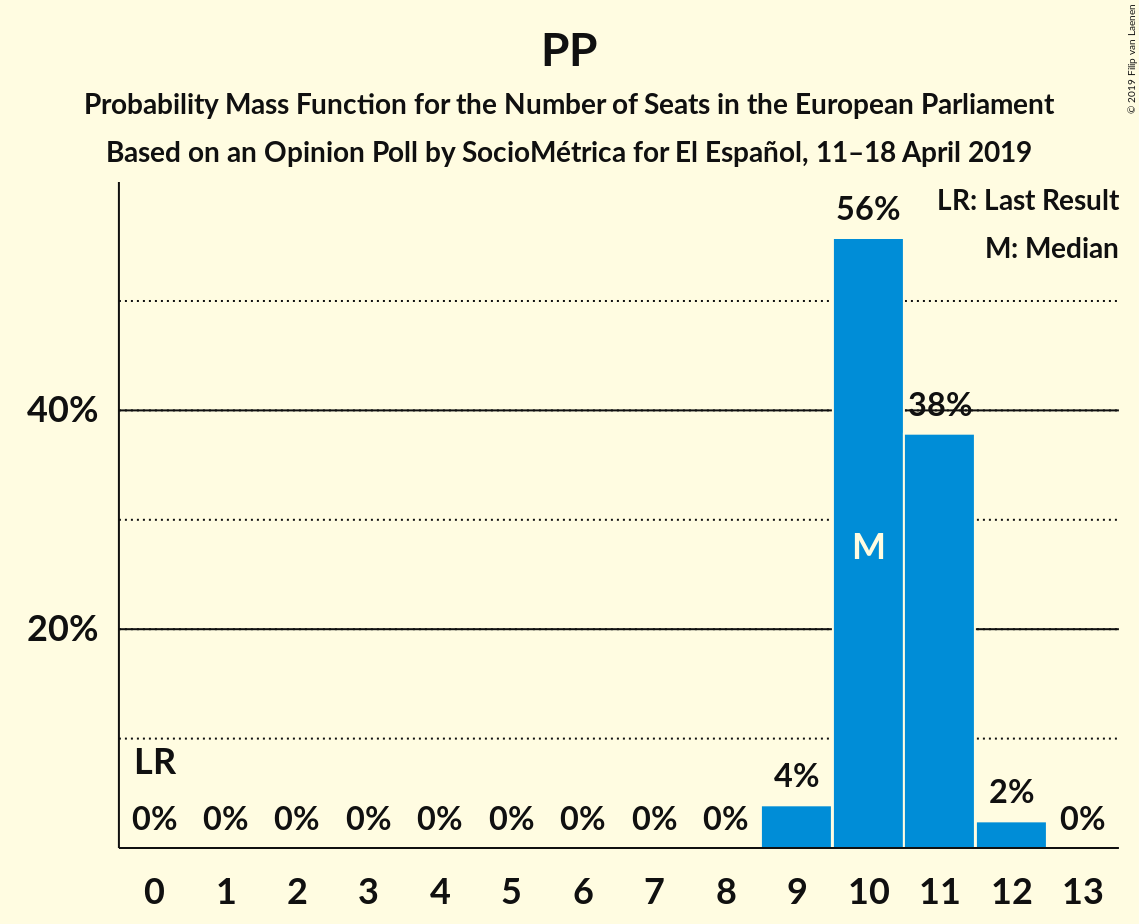 PP
Probability Mass Function for the Number of Seats in the European Parliament
Based on an Opinion Poll by SocioMétrica for El Español, 11–18 April 2019
© 2019 Filip van Laenen
LR: Last Result
M: Median
56%
40%
38%
M
20%
LR
4%
2%
0% 0% 0% 0% 0% 0% 0% 0% 0% 0%
0 1 2 3 4 5 6 7 8 9 10 11 12 13